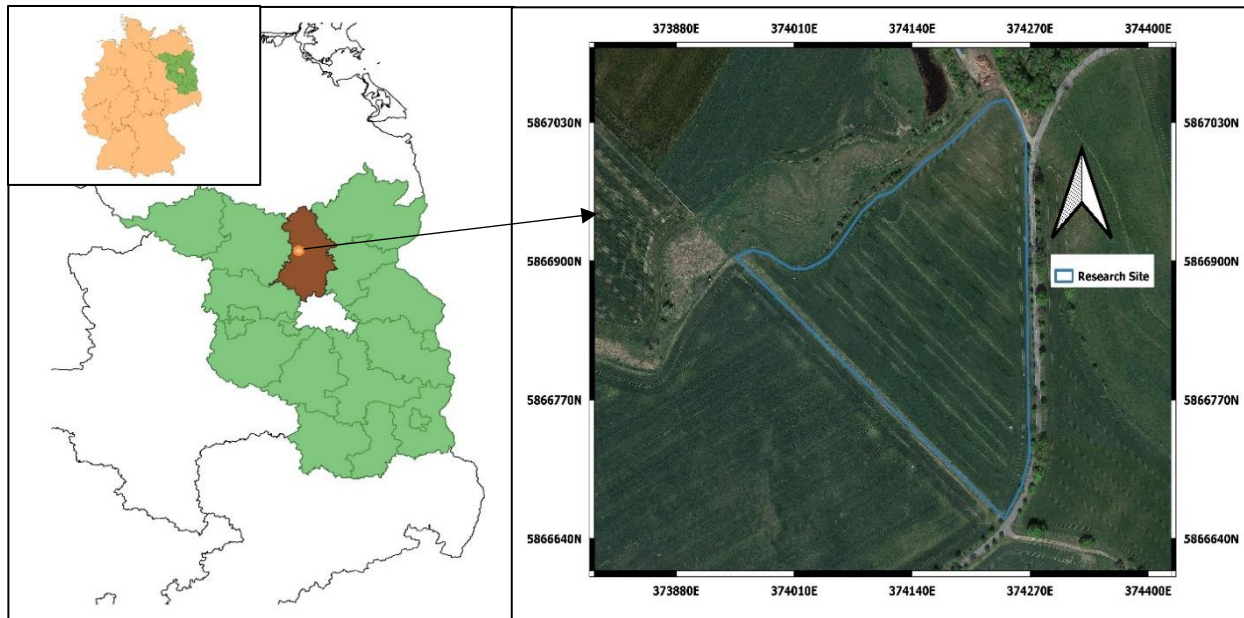 373880E 374010E 374140E 374270E 374400E
5867030N 5867030N
5866900N 5866900N
Research Site
5866770N 5866770N
5866640N 5866640N
373880E 374010E 374140E 374270E 374400E